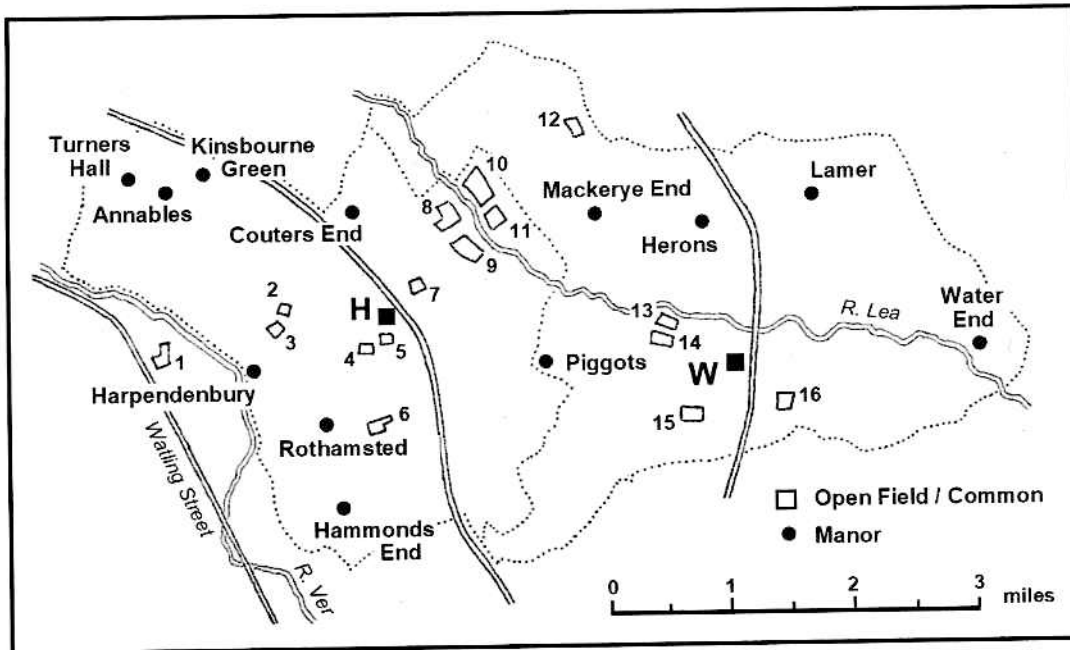 12
Turners
Hall
Kinsbourne
Green
10
Lamer
Annables
Mackerye End
8
11
Couters End
Herons
9
2
7
H
13
R. Lea
Water
End
3
4
5
14
1
Piggots
W
Harpendenbury
6
15
16
Rothamsted
Watling Street
Open Field / Common
Hammonds
End
Manor
R. Ver
0
1
2
3
miles